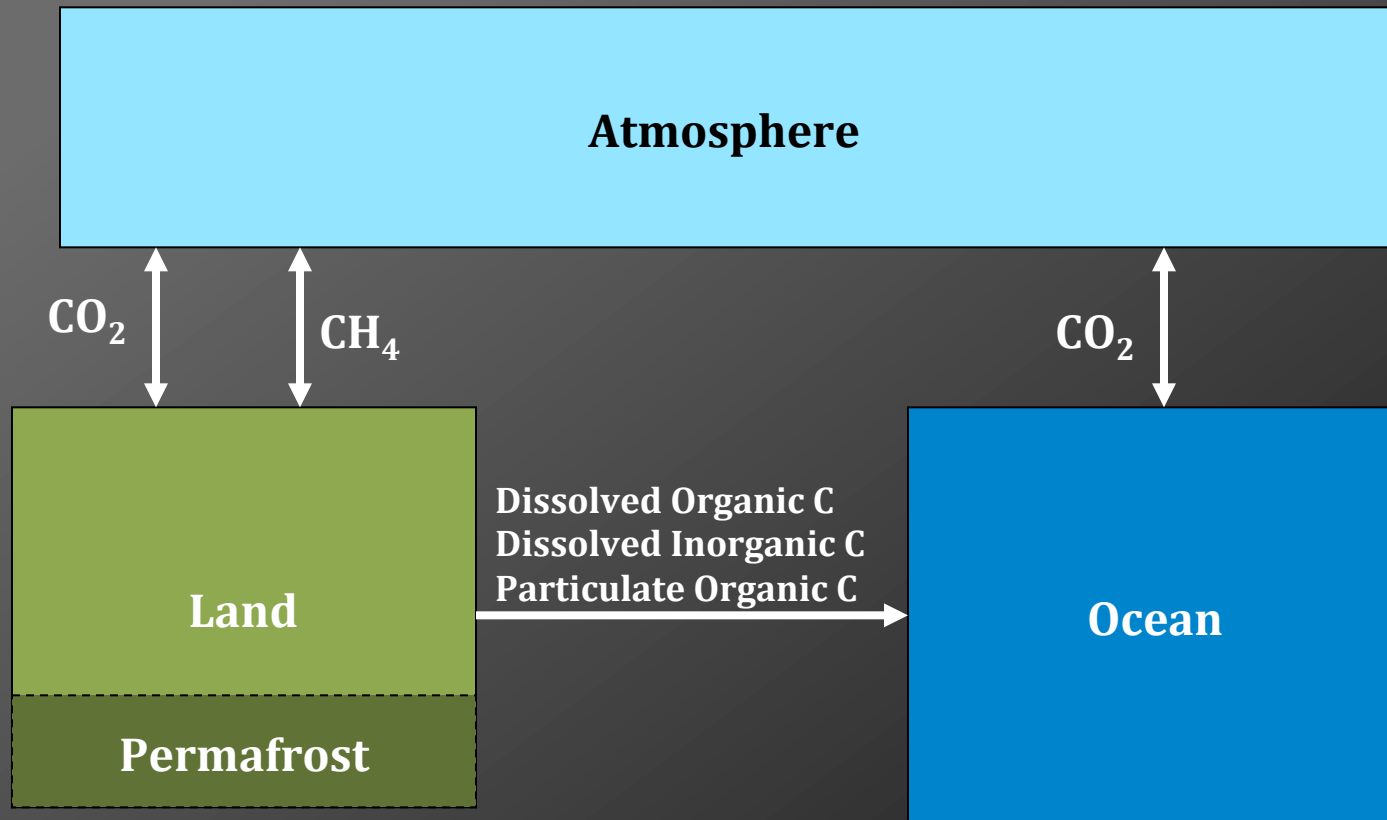 Atmosphere
CO₂
CH₄
CO₂
Dissolved Organic C
Dissolved Inorganic C
Particulate Organic C
Land
Ocean
Permafrost